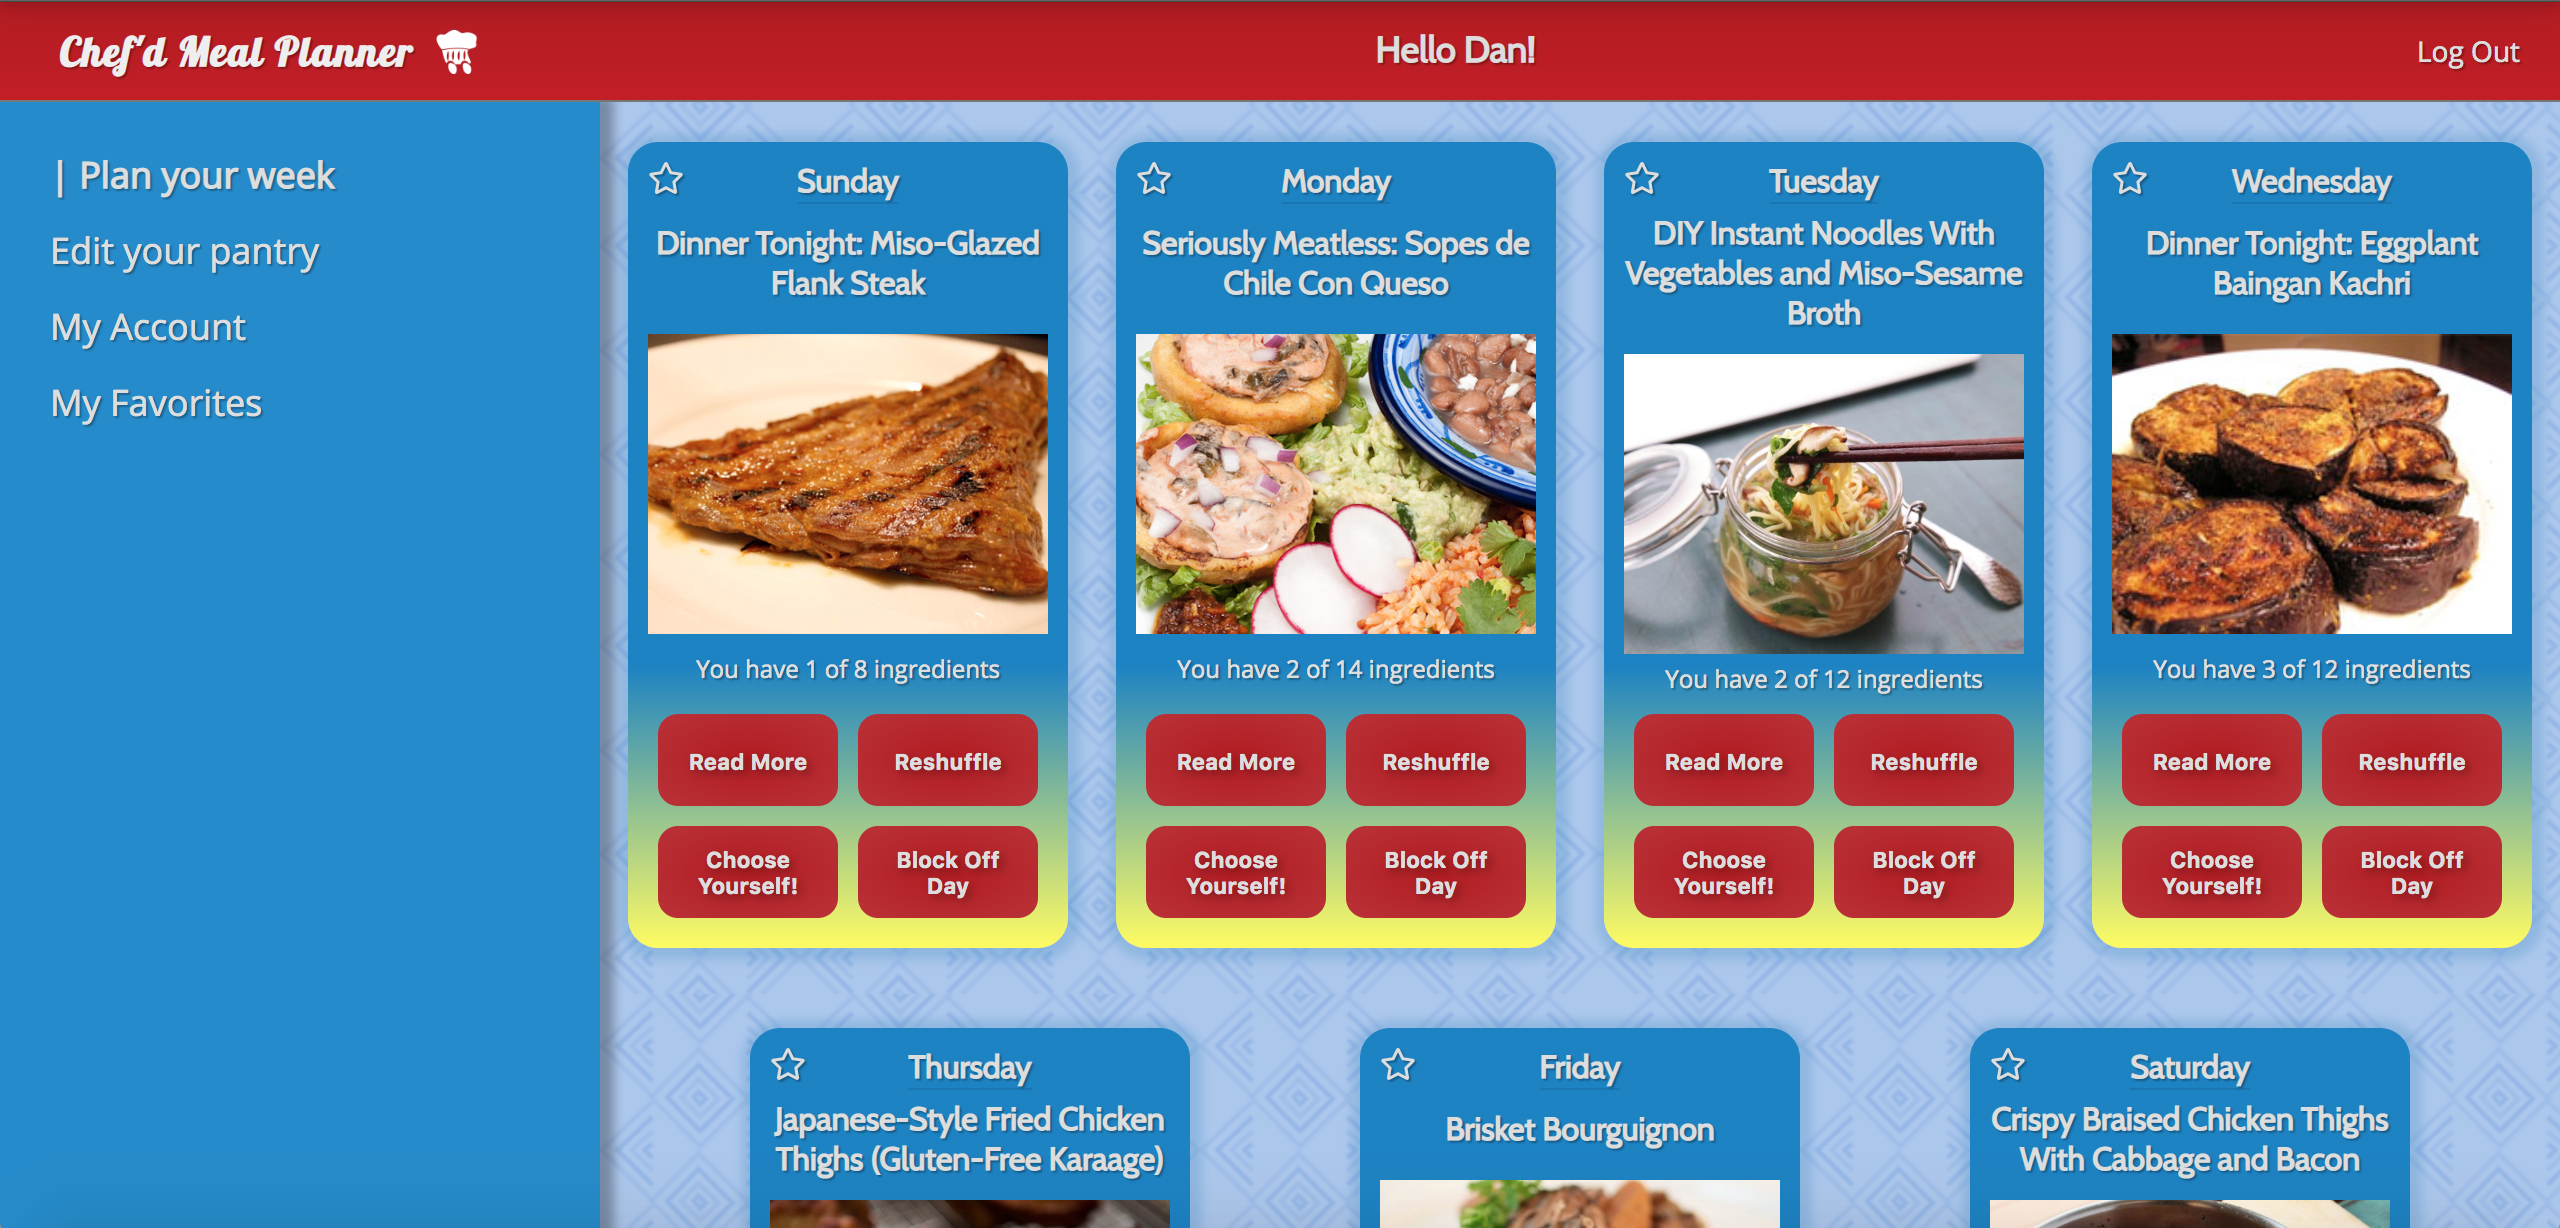 Chef'd Meal Planner
Hello Dan!
Log Out
| Plan your week
Edit your pantry
My Account
My Favorites
Sunday
Dinner Tonight: Miso-Glazed
Flank Steak
You have 1 of 8 ingredients
Read More
Reshuffle
Choose
Yourself!
Block Off
Day
Monday
Seriously Meatless: Sopes de
Chile Con Queso
You have 2 of 14 ingredients
Read More
Reshuffle
Choose
Yourself!
Block Off
Day
Tuesday
DIY Instant Noodles With
Vegetables and Miso-Sesame
Broth
You have 2 of 12 ingredients
Read More
Reshuffle
Choose
Yourself!
Block Off
Day
Wednesday
Dinner Tonight: Eggplant
Baingan Kachri
You have 3 of 12 ingredients
Read More
Reshuffle
Choose
Yourself!
Block Off
Day
Thursday
Japanese-Style Fried Chicken
Thighs (Gluten-Free Karaage)
Friday
Brisket Bourguignon
Saturday
Crispy Braised Chicken Thighs
With Cabbage and Bacon